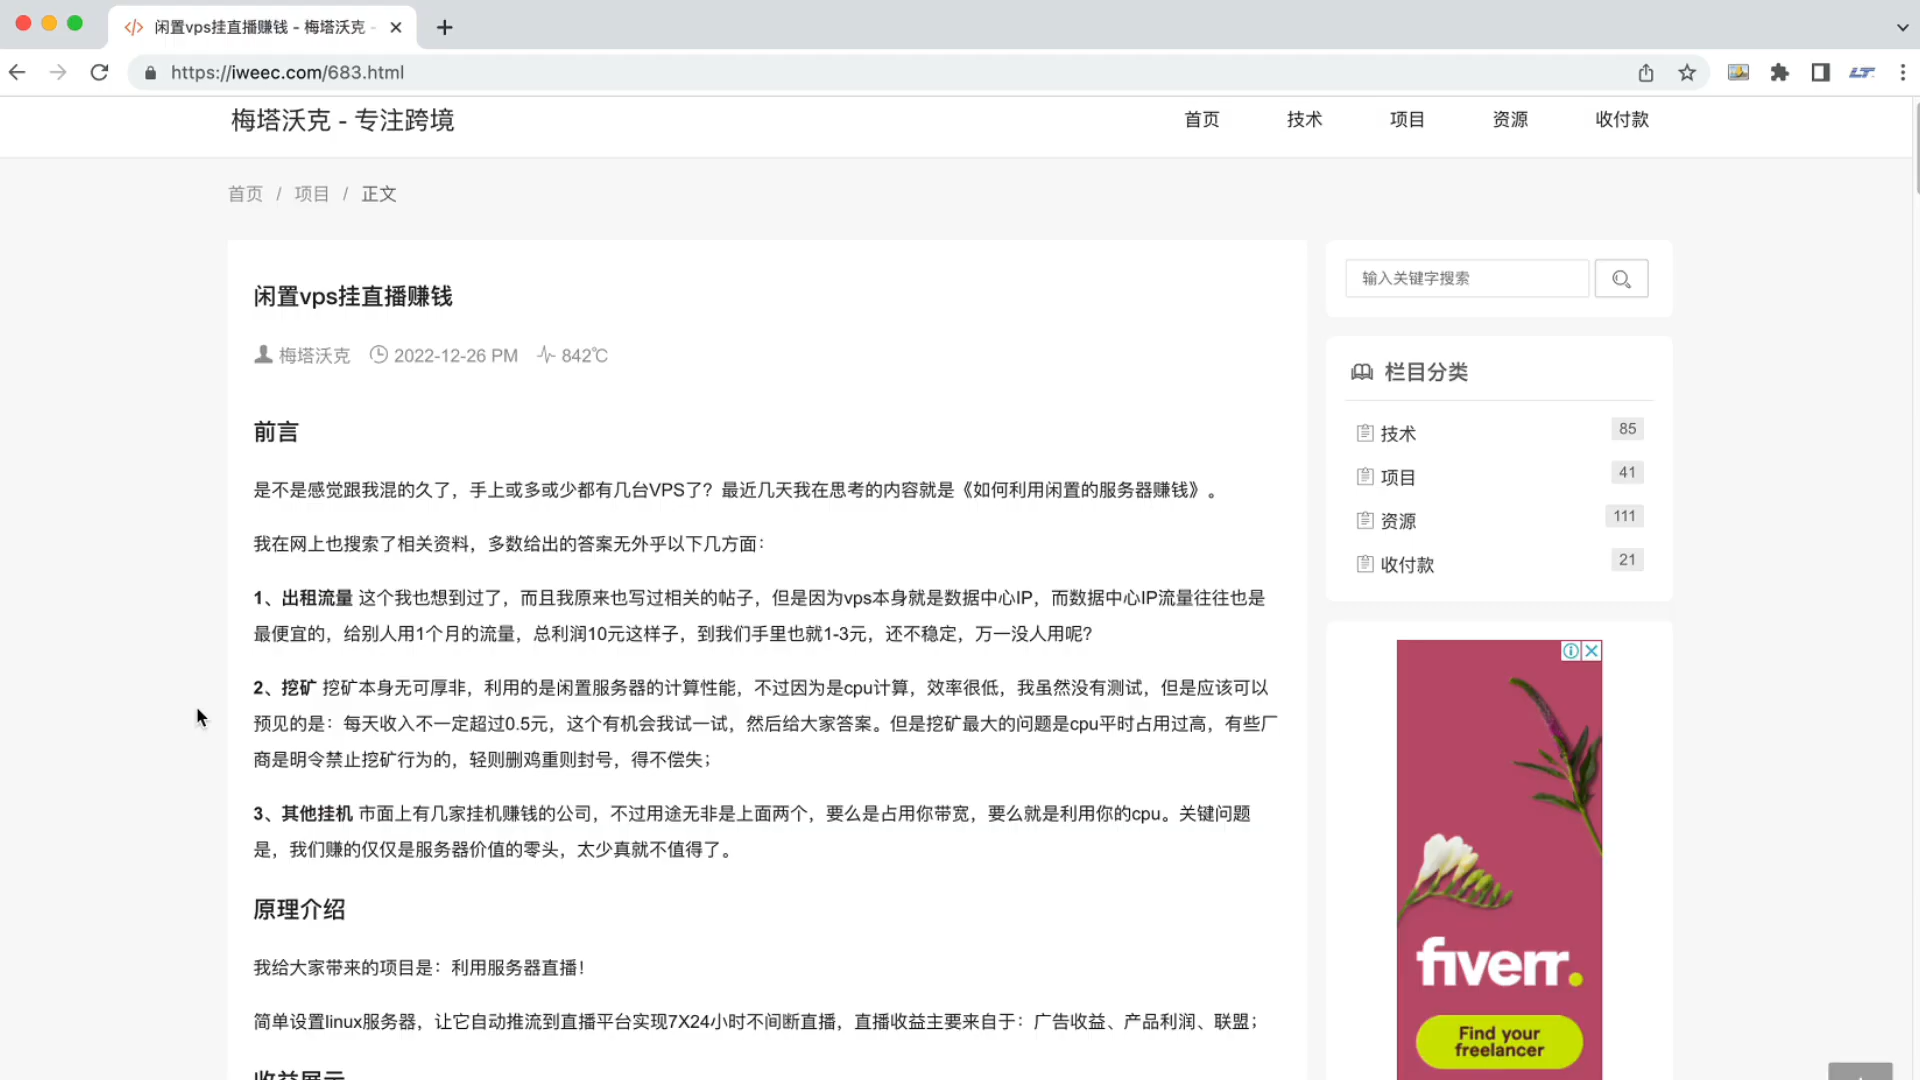 闲置vps挂直播赚钱 - 梅塔沃克 -
https://iweec.com/683.html
梅塔沃克 - 专注跨境
首页
技术
项目
资源
收付款
首页 / 项目 / 正文
闲置vps挂直播赚钱
梅塔沃克 2022-12-26 PM 842℃
前言
是不是感觉跟我混的久了，手上或多或少都有几台VPS了？最近几天我在思考的内容就是《如何利用闲置的服务器赚钱》。
我在网上也搜索了相关资料，多数给出的答案无外乎以下几方面：
1、出租流量 这个我也想到过了，而且我原来也写过相关的帖子，但是因为vps本身就是数据中心IP，而数据中心IP流量往往也是
最便宜的，给别人用1个月的流量，总利润10元这样子，到我们手里也就1-3元，还不稳定，万一没人用呢？
2、挖矿 挖矿本身无可厚非，利用的是闲置服务器的计算性能，不过因为是cpu计算，效率很低，我虽然没有测试，但是应该可以
预见的是：每天收入不一定超过0.5元，这个有机会我试一试，然后给大家答案。但是挖矿最大的问题是cpu平时占用过高，有些厂
商是明令禁止挖矿行为的，轻则删鸡重则封号，得不偿失；
3、其他挂机 市面上有几家挂机赚钱的公司，不过用途无非是上面两个，要么是占用你带宽，要么就是利用你的cpu。关键问题
是，我们赚的仅仅是服务器价值的零头，太少真就不值得了。
原理介绍
我给大家带来的项目是：利用服务器直播！
简单设置linux服务器，让它自动推流到直播平台实现7X24小时不间断直播，直播收益主要来自于：广告收益、产品利润、联盟；
收益展示
输入关键字搜索
栏目分类
技术 85
项目 41
资源 111
收付款 21
fiverr.
Find your
freelancer